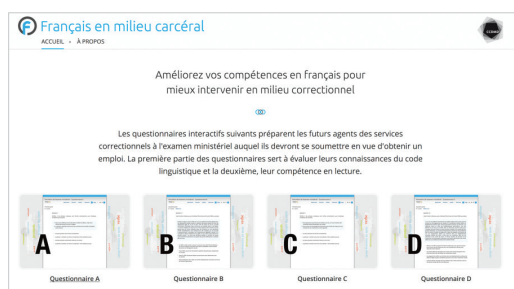 Français en milieu carcéral
ACCUEIL • À PROPOS
CCDMD
Améliorez vos compétences en français pour
mieux intervenir en milieu correctionnel
Les questionnaires interactifs suivants préparent les futurs agents des services
correctionnels à l'examen ministériel auquel ils devront se soumettre en vue d'obtenir un
emploi. La première partie des questionnaires sert à évaluer leurs connaissances du code
linguistique et la deuxième, leur compétence en lecture.
A B C D
Questionnaire A Questionnaire B Questionnaire C Questionnaire D